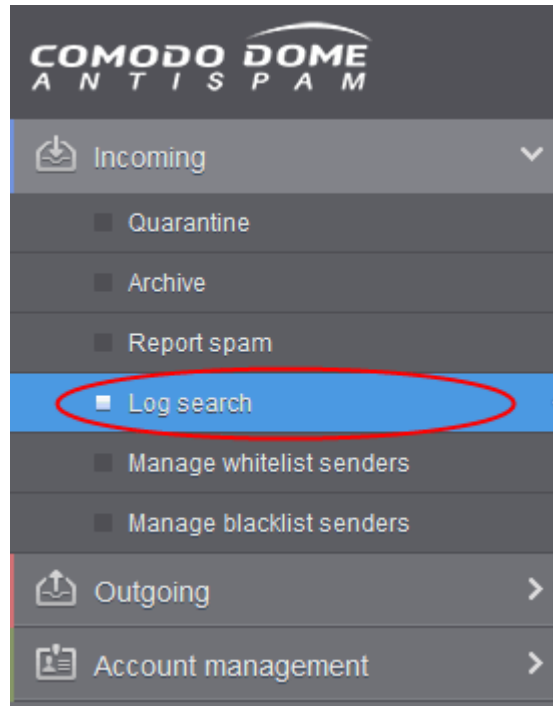 COMODO DOME
ANTISPAM
Incoming
Quarantine
Archive
Report spam
Log search
Manage whitelist senders
Manage blacklist senders
Outgoing
Account management